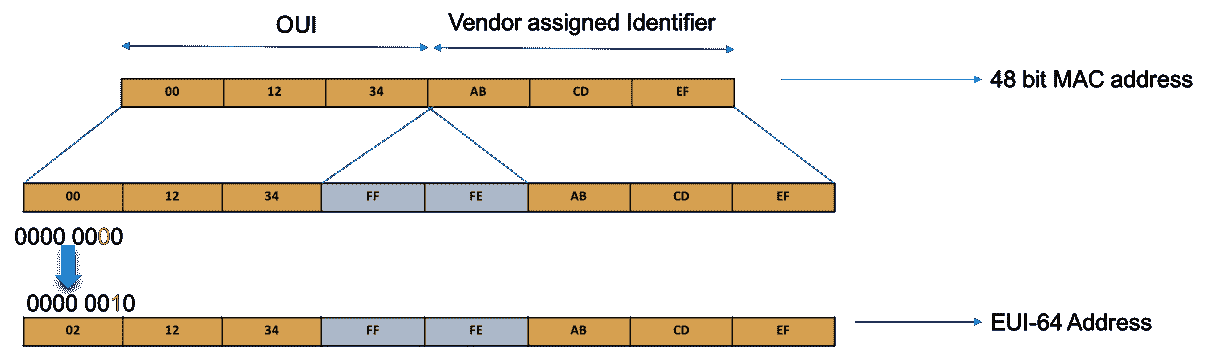 OUI Vendor assigned Identifier
00 12 34 AB CD EF 48 bit MAC address
00 12 34 FF FE AB CD EF
0000 0000
0000 0010
02 12 34 FF FE AB CD EF EUI-64 Address